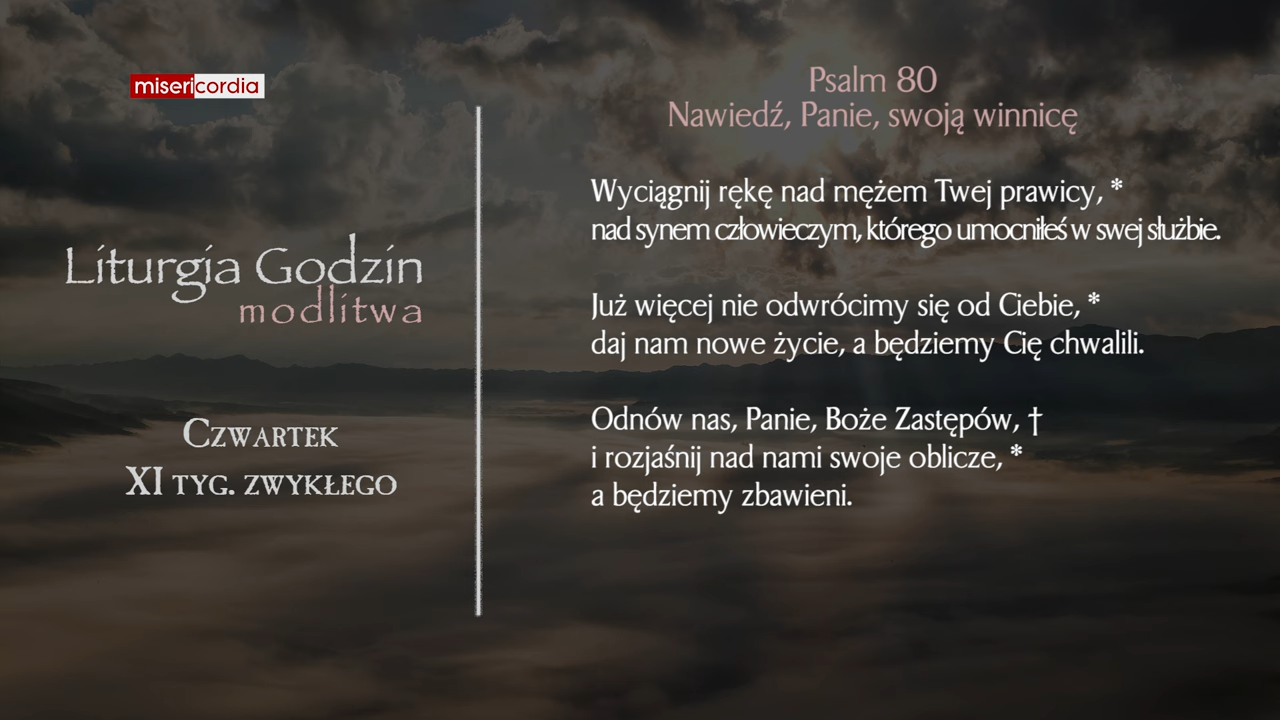 misericordia
Liturgia Godzin
modlitwa
Czwartek
XI tyg. zwykłego
Psalm 80
Nawiedź, Panie, swoją winnicę
Wyciągnij rękę nad mężem Twej prawicy, *
nad synem człowieczym, którego umocniłeś w swej służbie.
Już więcej nie odwrócimy się od Ciebie, *
daj nam nowe życie, a będziemy Cię chwalili.
Odnów nas, Panie, Boże Zastępów, †
i rozjaśnij nad nami swoje oblicze, *
a będziemy zbawieni.